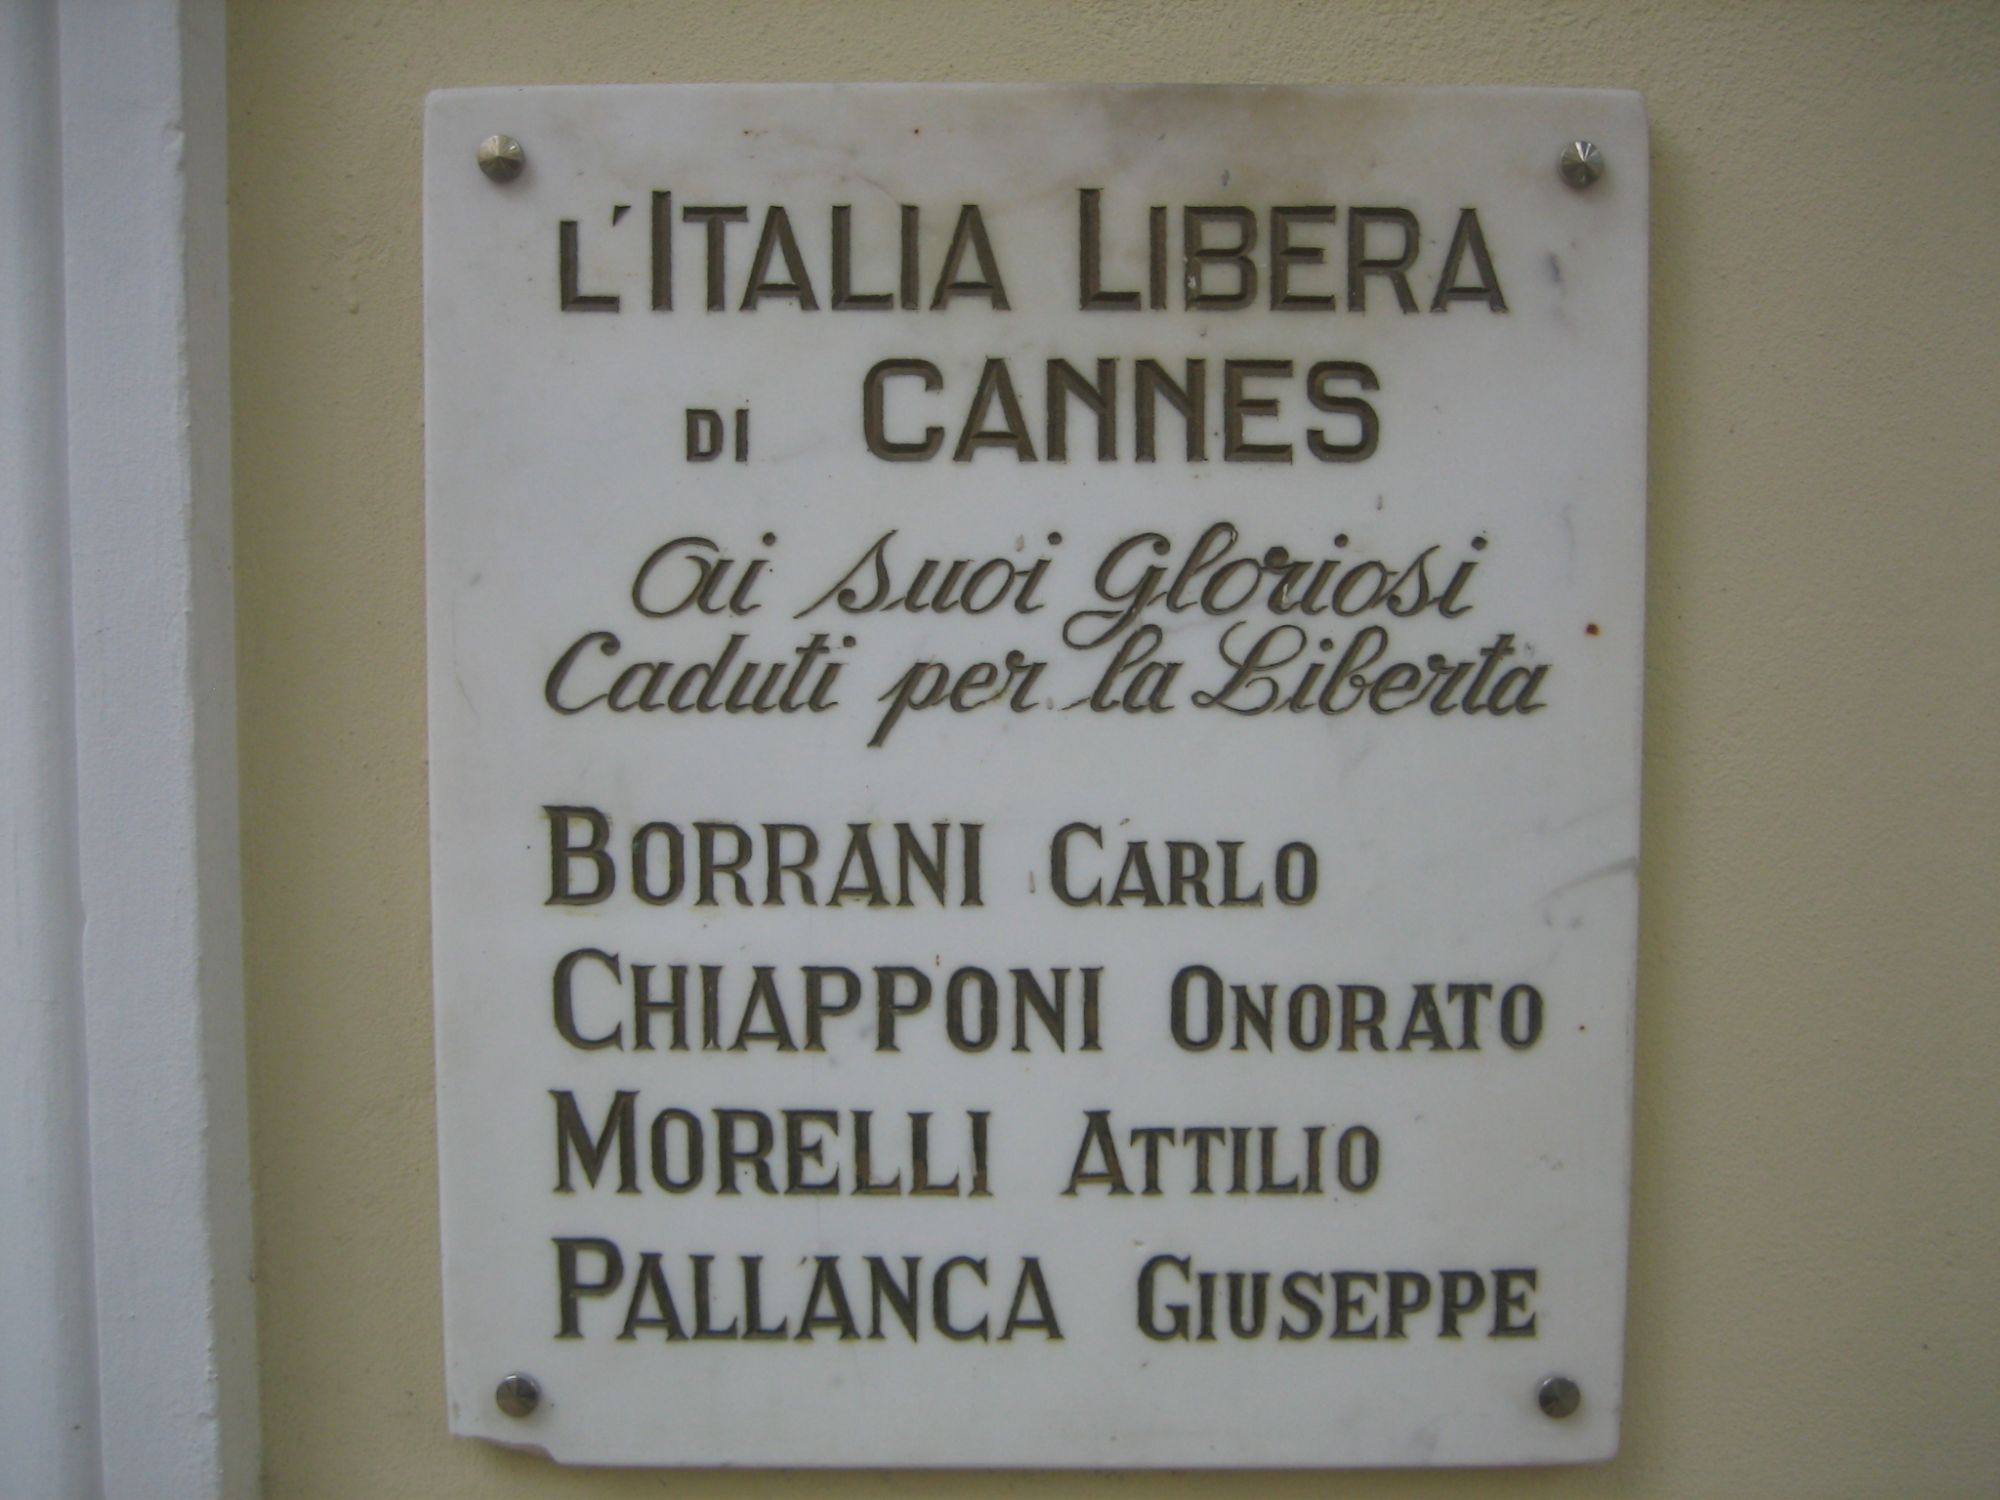 L'ITALIA LIBERA
DI CANNES
Ai suoi Gloriosi
Caduti per la Liberta
BORRANI CARLO
CHIAPPONI ONORATO
MORELLI ATTILIO
PALLANCA GIUSEPPE